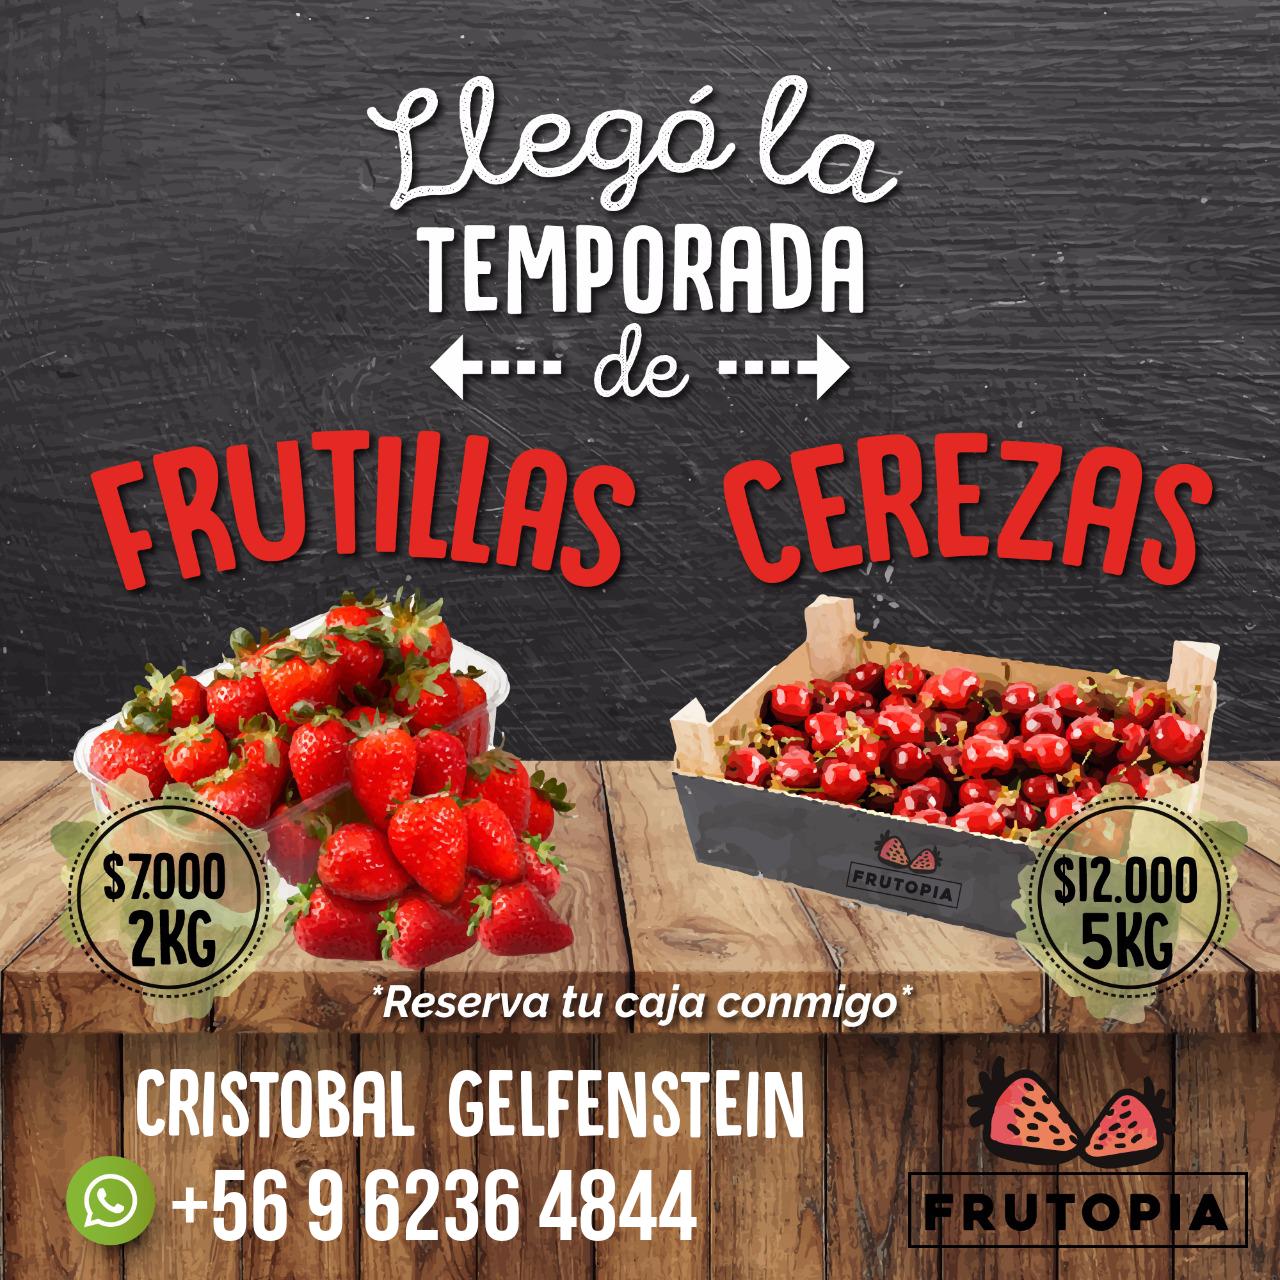 Llegó la
TEMPORADA
de
FRUTILLAS CEREZAS
FRUTOPIA
$7.000
2KG
$12.000
5KG
*Reserva tu caja conmigo*
CRISTOBAL GELFENSTEIN
+56 9 6236 4844
FRUTOPIA